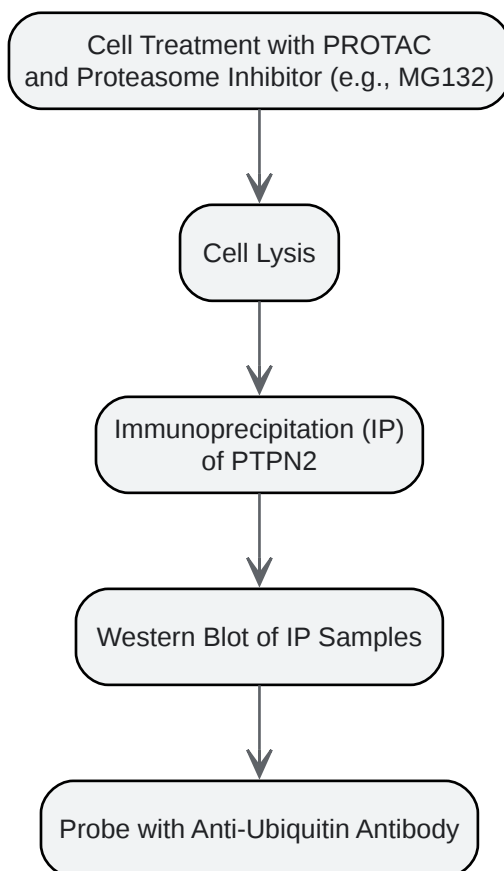 Cell Treatment with PROTAC
and Proteasome Inhibitor (e.g., MG132)
Cell Lysis
Immunoprecipitation (IP)
of PTPN2
Western Blot of IP Samples
Probe with Anti-Ubiquitin Antibody